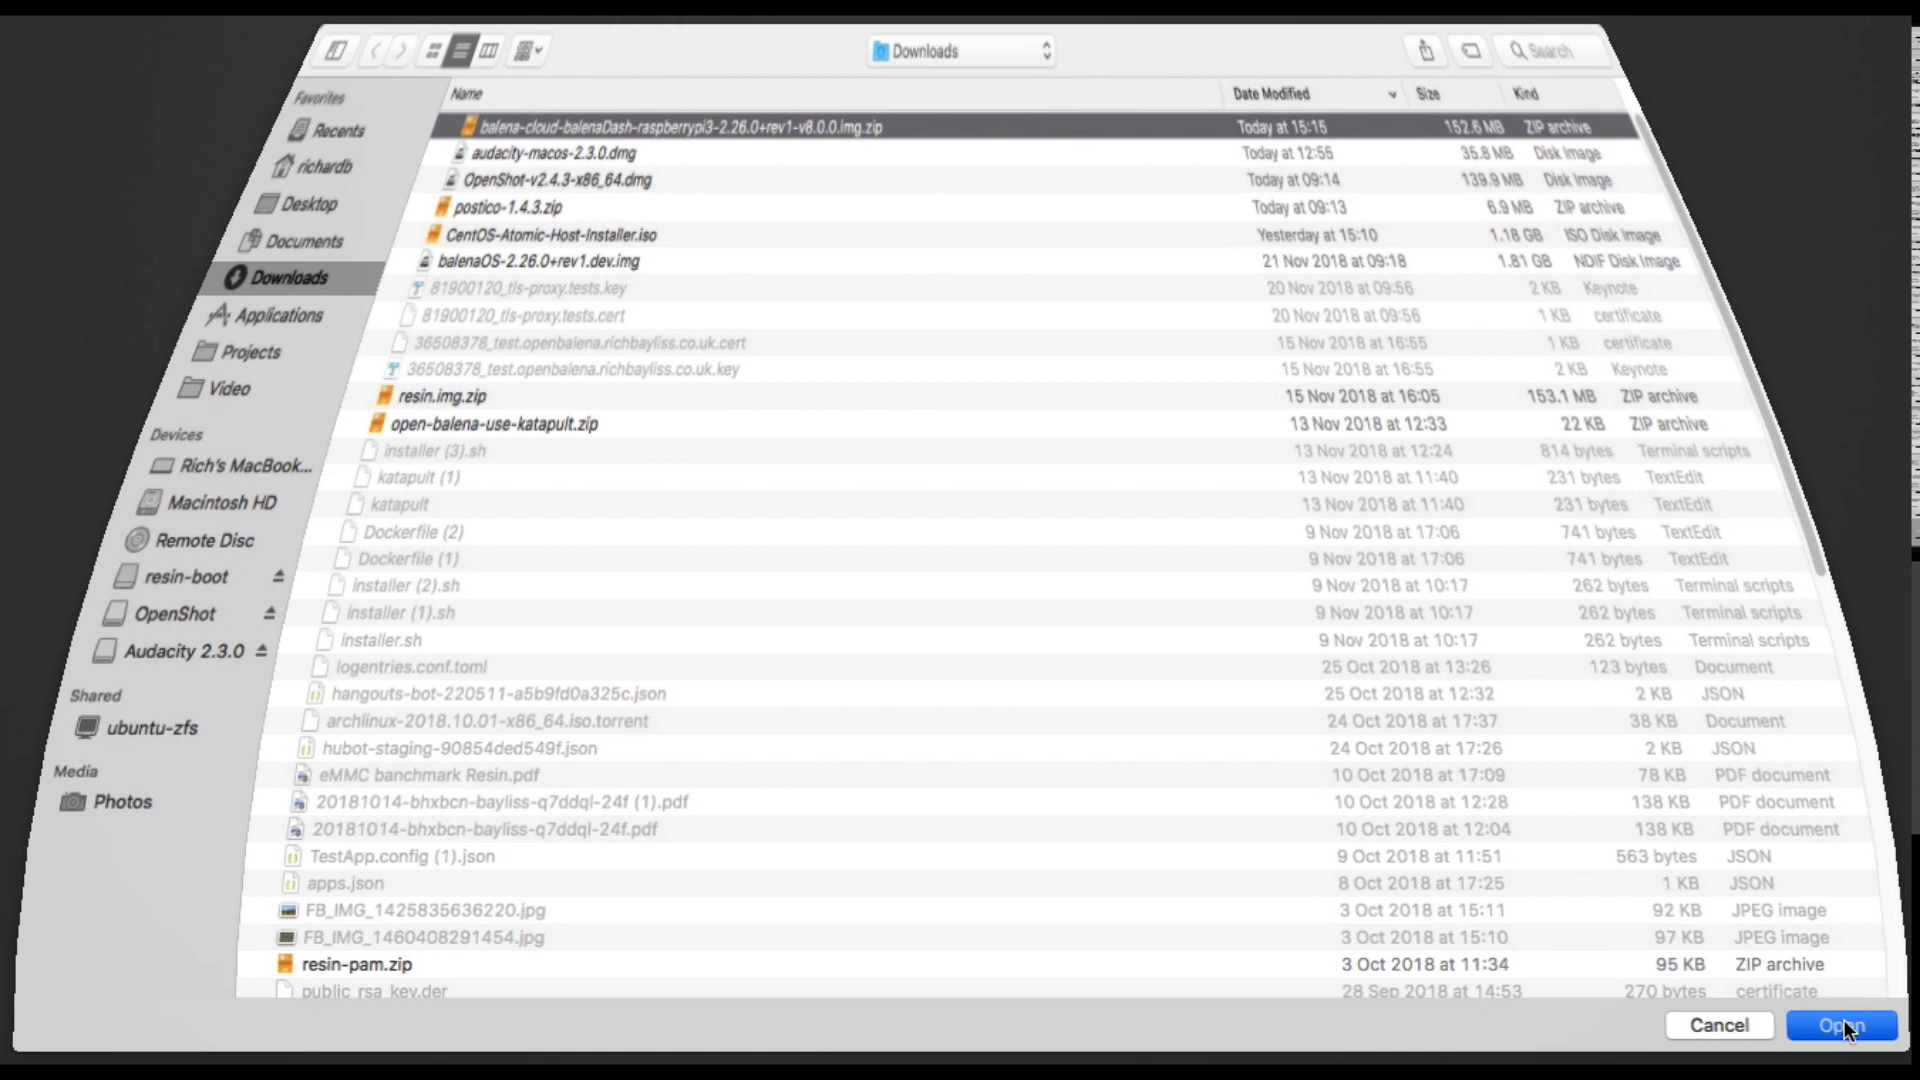 Downloads
Search
Favorites
Recents
richardb
Desktop
Documents
Downloads
Applications
Projects
Video
Devices
Rich's MacBook...
Macintosh HD
Remote Disc
resin-boot
OpenShot
Audacity 2.3.0
Shared
ubuntu-zfs
Media
Photos
Name Date Modified Size Kind
balena-cloud-balenaDash-raspberrypi3-2.26.0+rev1-v8.0.0.img.zip Today at 15:15 152.6 MB ZIP archive
audacity-macos-2.3.0.dmg Today at 12:55 35.8 MB Disk Image
OpenShot-v2.4.3-x86_64.dmg Today at 09:14 139.9 MB Disk Image
postico-1.4.3.zip Today at 09:13 6.9 MB ZIP archive
CentOS-Atomic-Host-Installer.iso Yesterday at 15:10 1.18 GB ISO Disk Image
balenaOS-2.26.0+rev1.dev.img 21 Nov 2018 at 09:18 1.81 GB NDIF Disk Image
81900120_tls-proxy.tests.key 20 Nov 2018 at 09:56 2 KB Keynote
81900120_tls-proxy.tests.cert 20 Nov 2018 at 09:56 1 KB certificate
36508378_test.openbalena.richbayliss.co.uk.cert 15 Nov 2018 at 16:55 1 KB certificate
36508378_test.openbalena.richbayliss.co.uk.key 15 Nov 2018 at 16:55 2 KB Keynote
resin.img.zip 15 Nov 2018 at 16:05 153.1 MB ZIP archive
open-balena-use-katapult.zip 13 Nov 2018 at 12:33 22 KB ZIP archive
installer (3).sh 13 Nov 2018 at 12:24 814 bytes Terminal scripts
katapult (1) 13 Nov 2018 at 11:40 231 bytes TextEdit
katapult 13 Nov 2018 at 11:40 231 bytes TextEdit
Dockerfile (2) 9 Nov 2018 at 17:06 741 bytes TextEdit
Dockerfile (1) 9 Nov 2018 at 17:06 741 bytes TextEdit
installer (2).sh 9 Nov 2018 at 10:17 262 bytes Terminal scripts
installer (1).sh 9 Nov 2018 at 10:17 262 bytes Terminal scripts
installer.sh 9 Nov 2018 at 10:17 262 bytes Terminal scripts
logentries.conf.toml 25 Oct 2018 at 13:26 123 bytes Document
hangouts-bot-220511-a5b9fd0a325c.json 25 Oct 2018 at 12:32 2 KB JSON
archlinux-2018.10.01-x86_64.iso.torrent 24 Oct 2018 at 17:37 38 KB Document
hubot-staging-90854ded549f.json 24 Oct 2018 at 17:26 2 KB JSON
eMMC banchmark Resin.pdf 10 Oct 2018 at 17:09 78 KB PDF document
20181014-bhxbcn-bayliss-q7ddql-24f (1).pdf 10 Oct 2018 at 12:28 138 KB PDF document
20181014-bhxbcn-bayliss-q7ddql-24f.pdf 10 Oct 2018 at 12:04 138 KB PDF document
TestApp.config (1).json 9 Oct 2018 at 11:51 563 bytes JSON
apps.json 8 Oct 2018 at 17:25 1 KB JSON
FB_IMG_1425835636220.jpg 3 Oct 2018 at 15:11 92 KB JPEG image
FB_IMG_1460408291454.jpg 3 Oct 2018 at 15:10 97 KB JPEG image
resin-pam.zip 3 Oct 2018 at 11:34 95 KB ZIP archive
public_rsa_key.der 28 Sep 2018 at 14:53 270 bytes certificate
Cancel Open